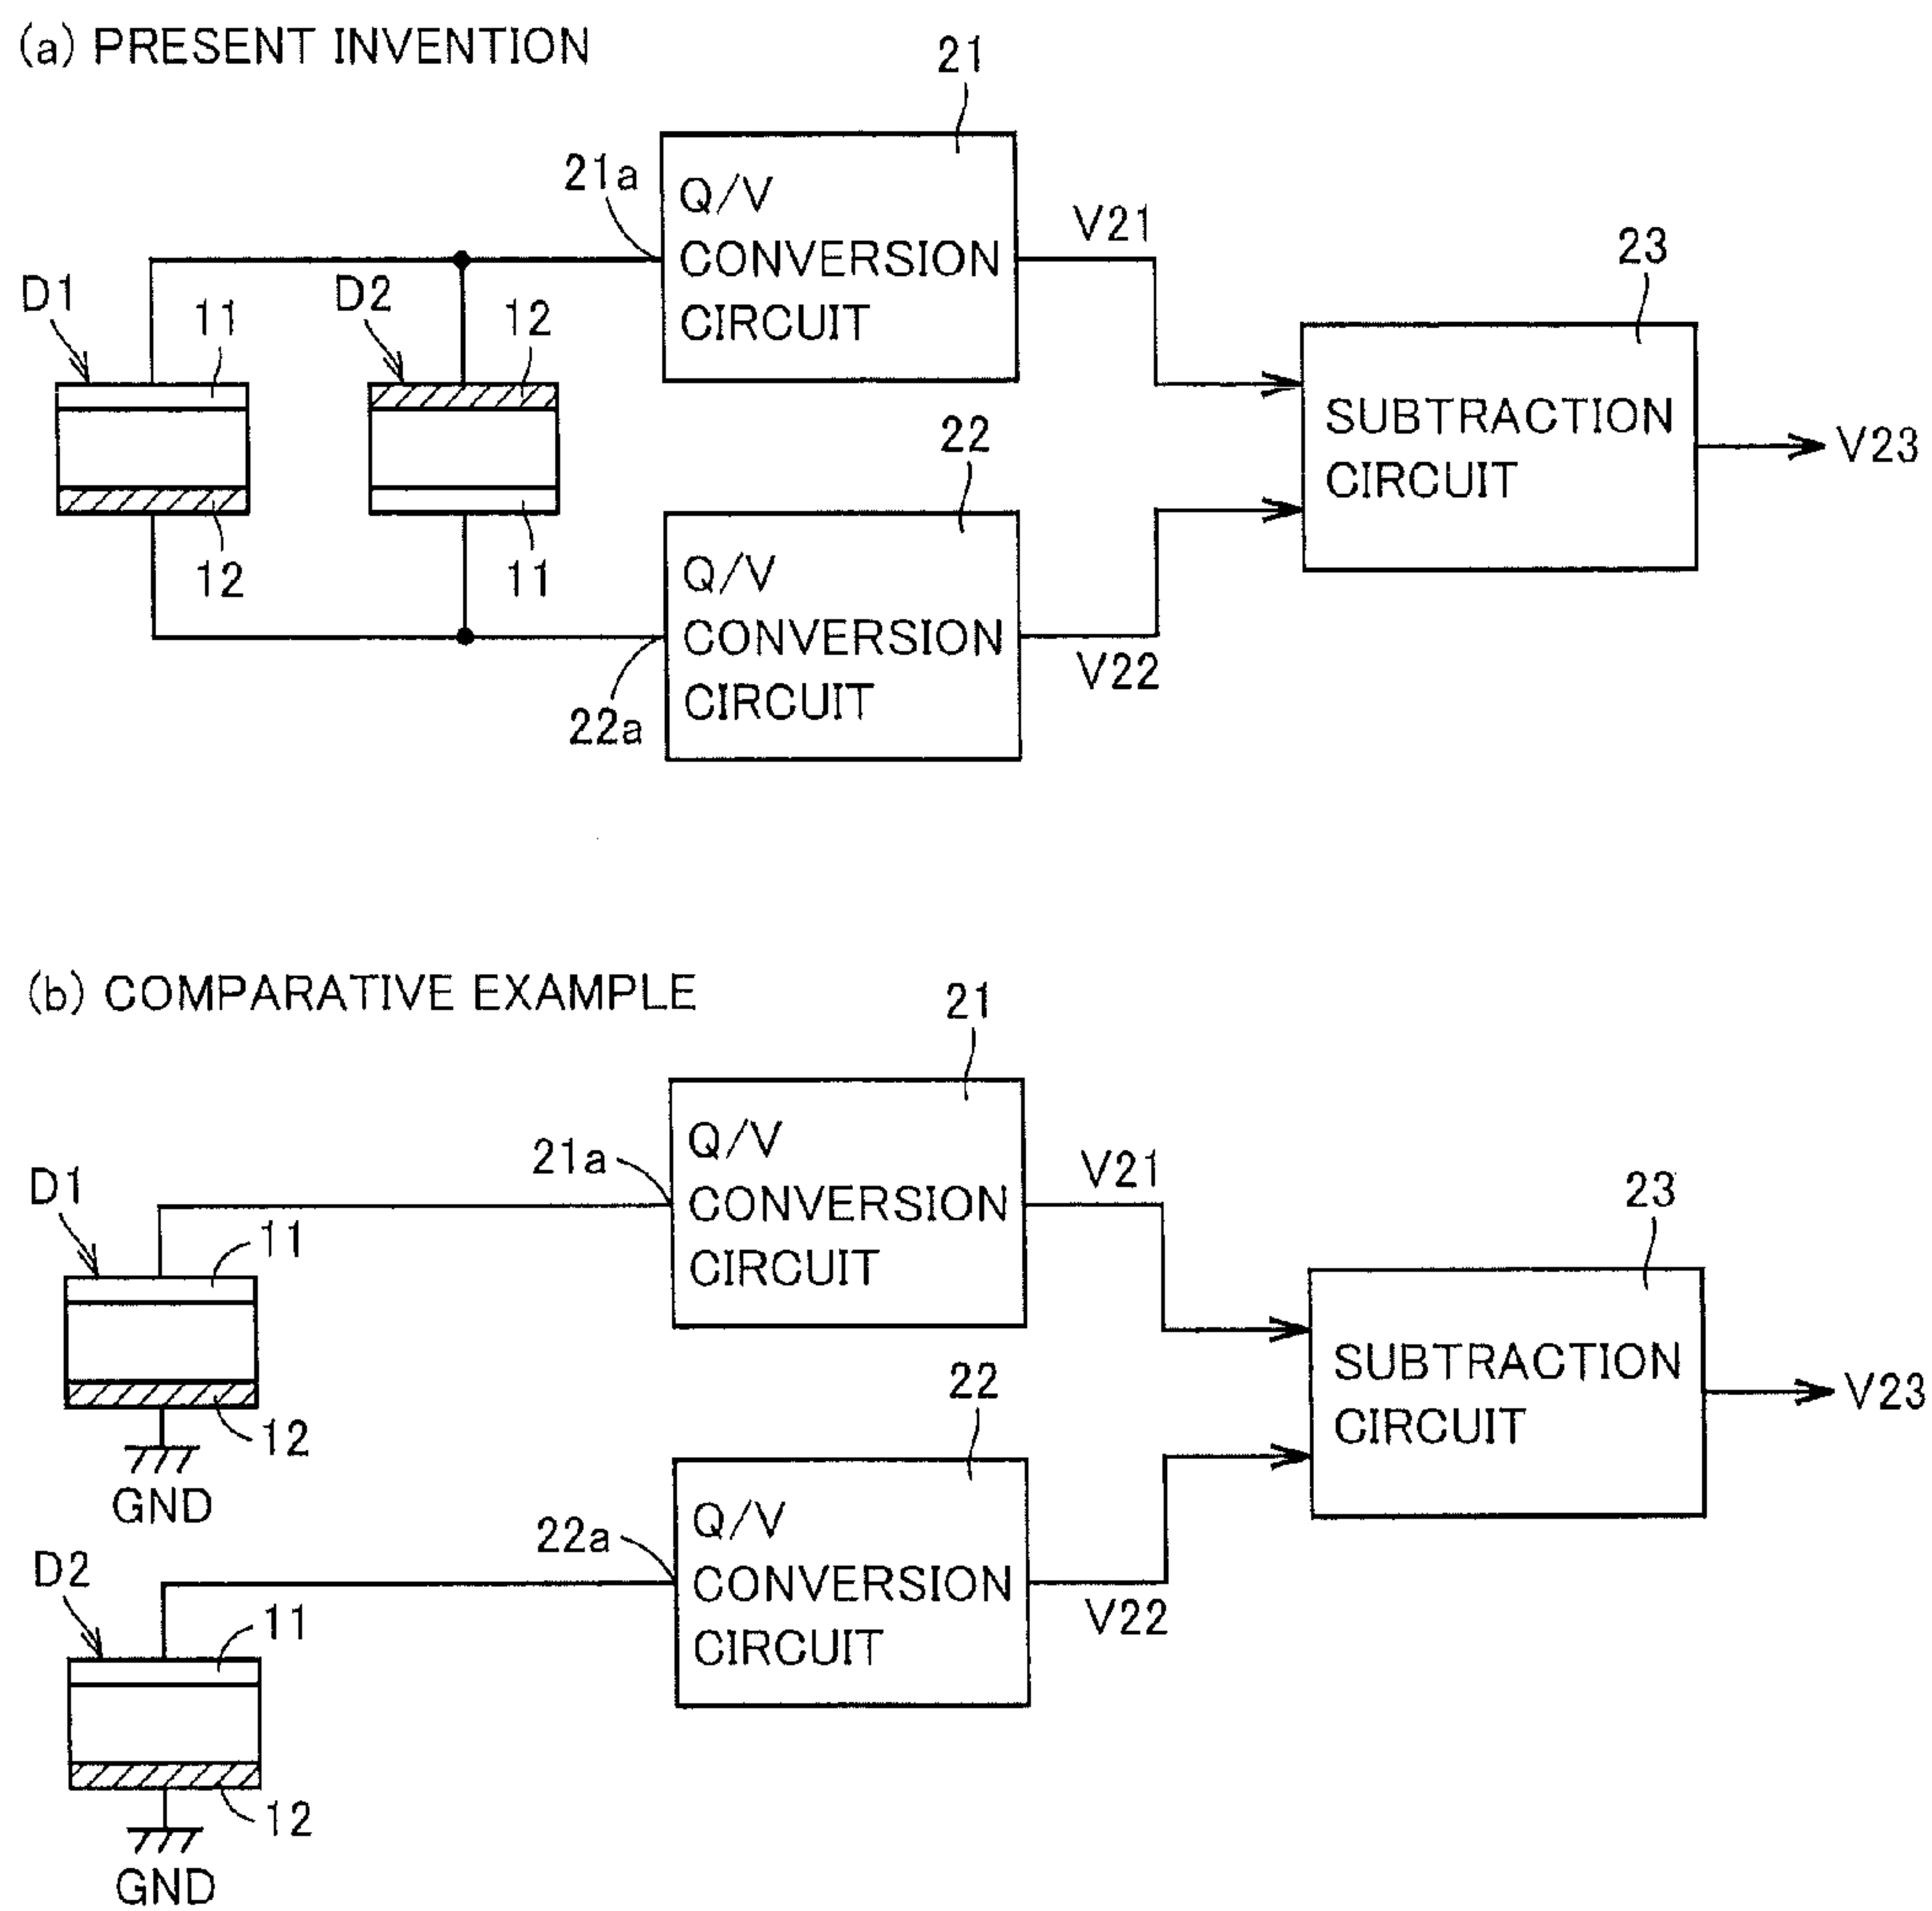 (a) PRESENT INVENTION
21
21a
Q/V
CONVERSION
CIRCUIT
V21
23
D1
11
D2
12
SUBTRACTION
CIRCUIT
V23
22
12
11
Q/V
CONVERSION
CIRCUIT
22a
V22
(b) COMPARATIVE EXAMPLE
21
21a
Q/V
CONVERSION
CIRCUIT
V21
23
D1
11
SUBTRACTION
CIRCUIT
V23
12
GND
22
22a
Q/V
CONVERSION
CIRCUIT
V22
D2
11
12
GND